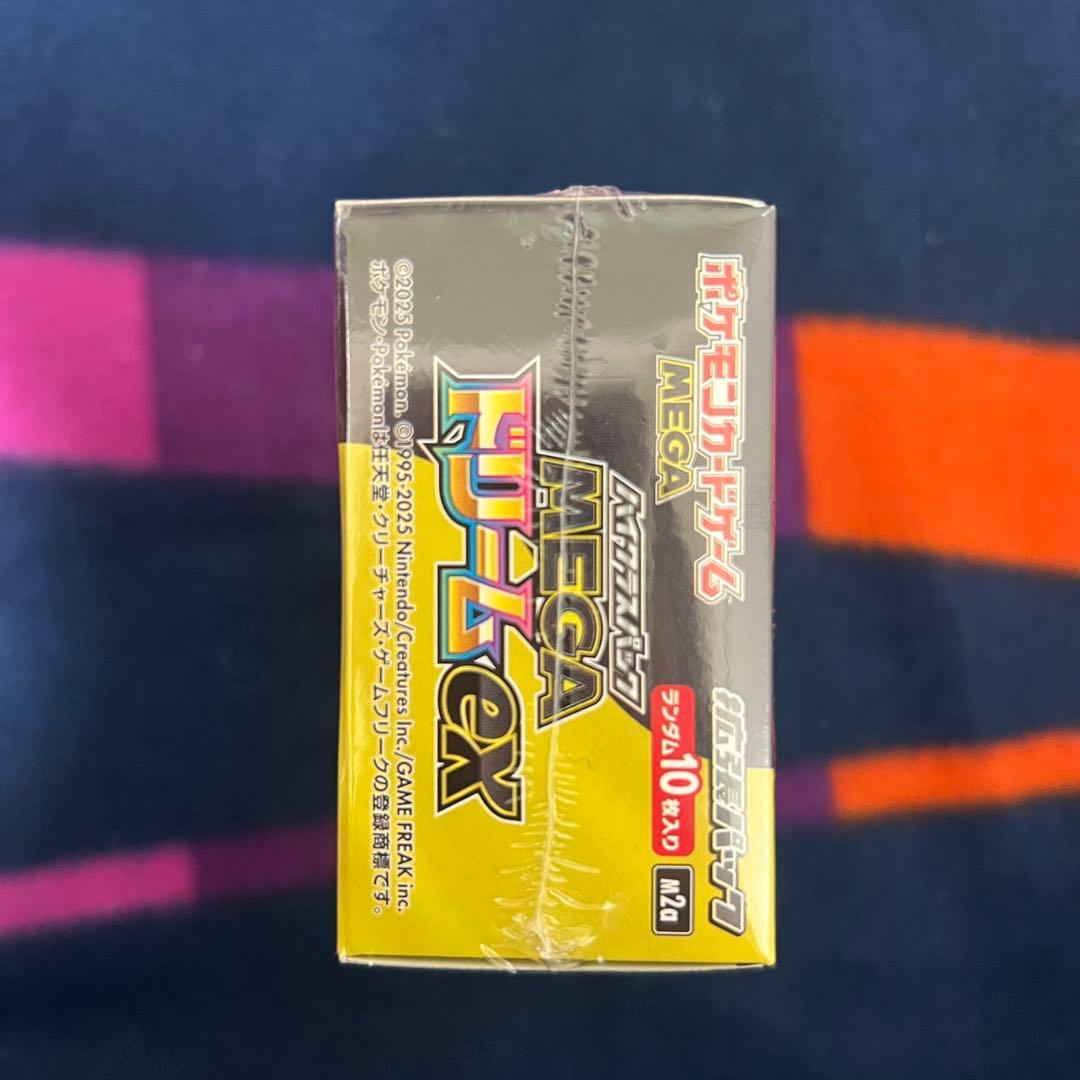 ポケモンカードゲーム
MEGA
拡張パック
ハイクラスパック
MEGA
ドリームex
ランダム10枚入り
M2a
©2025 Pokémon. ©1995-2025 Nintendo/Creatures Inc./GAME FREAK inc.
ポケモン・Pokémonは任天堂・クリーチャーズ・ゲームフリークの登録商標です。